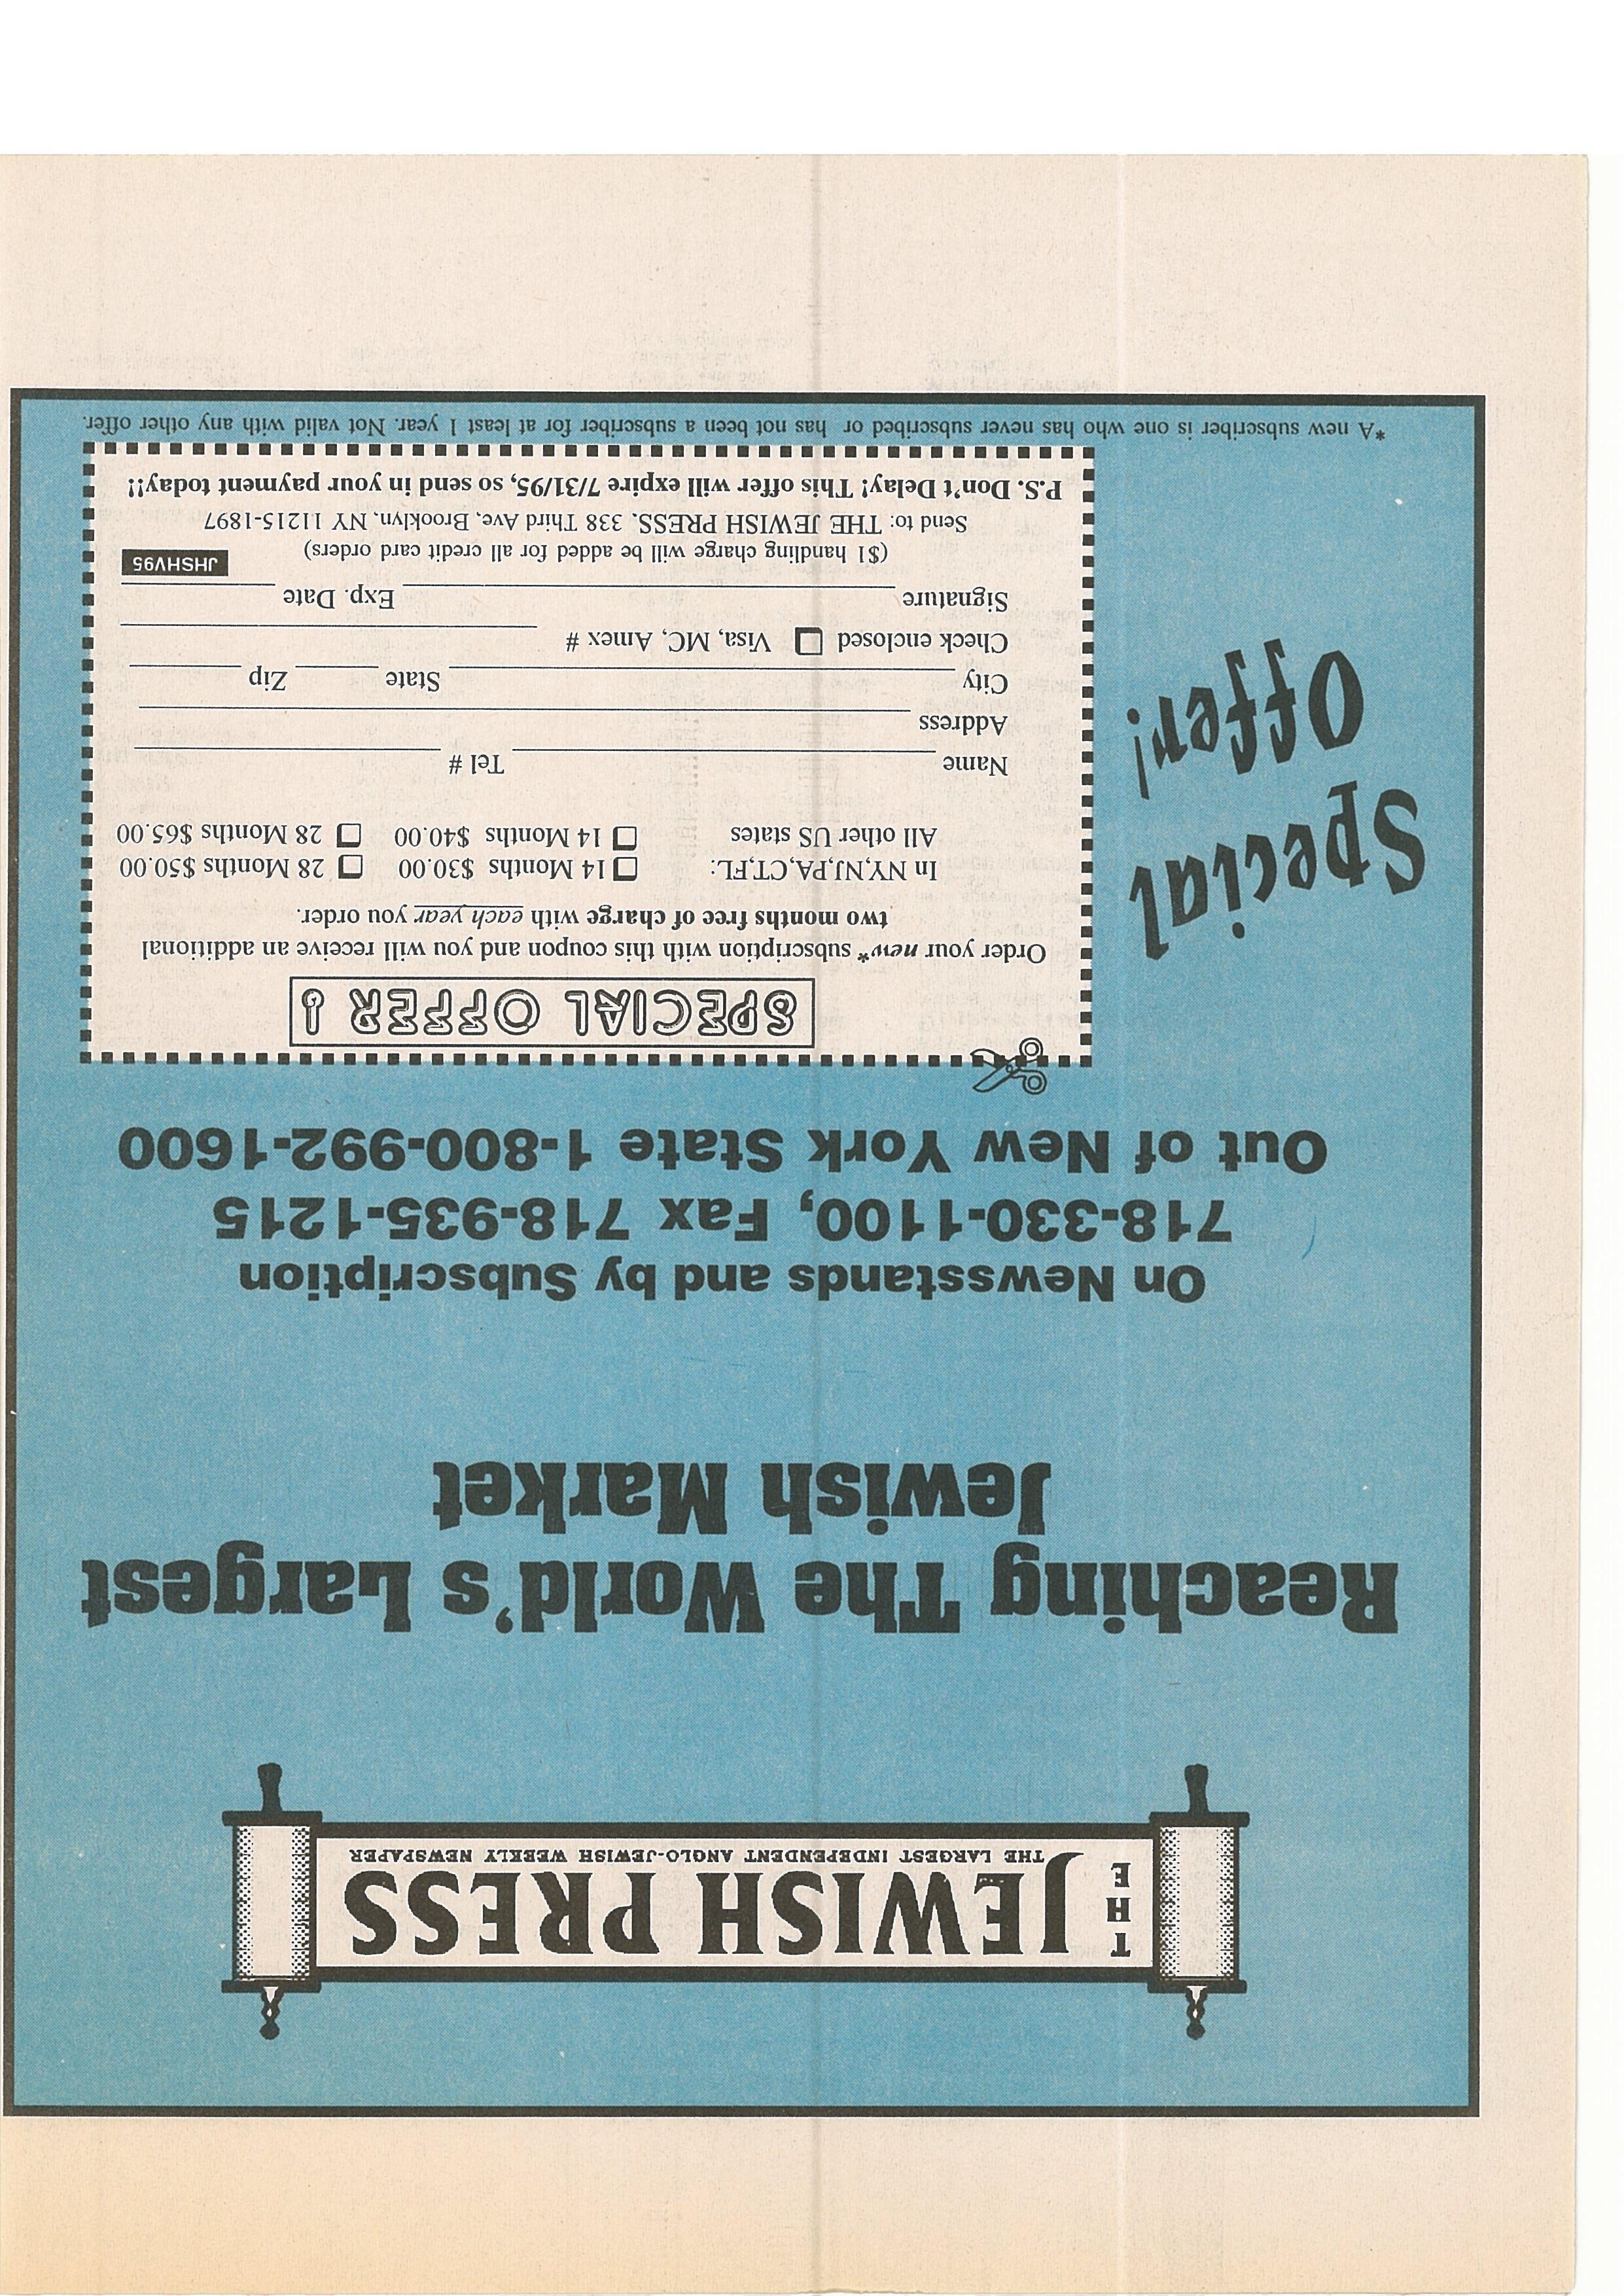 THE
JEWISH PRESS
THE LARGEST INDEPENDENT ANGLO-JEWISH WEEKLY NEWSPAPER
Reaching The World's Largest
Jewish Market
On Newsstands and by Subscription
718-330-1100, Fax 718-935-1215
Out of New York State 1-800-992-1600
Special
Offer!
SPECIAL OFFER!
Order your new* subscription with this coupon and you will receive an additional
two months free of charge with each year you order.
In NY,NJ,PA,CT,FL: 14 Months $30.00 28 Months $50.00
All other US states 14 Months $40.00 28 Months $65.00
Name Tel #
Address
City State Zip
Check enclosed Visa, MC, Amex #
Signature Exp. Date
($1 handling charge will be added for all credit card orders)
JHSHV95
Send to: THE JEWISH PRESS, 338 Third Ave, Brooklyn, NY 11215-1897
P.S. Don't Delay! This offer will expire 7/31/95, so send in your payment today!!
*A new subscriber is one who has never subscribed or has not been a subscriber for at least 1 year. Not valid with any other offer.